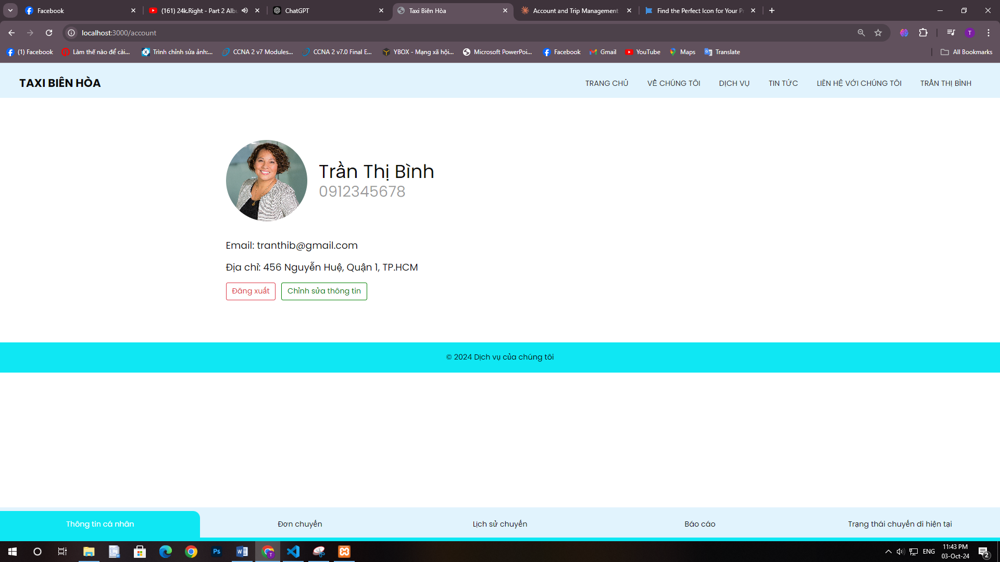 Facebook
(161) 24k.Right - Part 2 Albu
ChatGPT
Taxi Biên Hòa
Account and Trip Management
Find the Perfect Icon for Your Pr
localhost:3000/account
T
(1) Facebook
Làm thế nào để cài...
Trình chỉnh sửa ảnh:...
CCNA 2 v7 Modules...
CCNA 2 v7.0 Final E...
YBOX - Mạng xã hội...
Microsoft PowerPoi...
Facebook
Gmail
YouTube
Maps
Translate
All Bookmarks
TAXI BIÊN HÒA
TRANG CHỦ
VỀ CHÚNG TÔI
DỊCH VỤ
TIN TỨC
LIÊN HỆ VỚI CHÚNG TÔI
TRẦN THỊ BÌNH
Trần Thị Bình
0912345678
Email: tranthib@gmail.com
Địa chỉ: 456 Nguyễn Huệ, Quận 1, TP.HCM
Đăng xuất
Chỉnh sửa thông tin
© 2024 Dịch vụ của chúng tôi
Thông tin cá nhân
Đơn chuyến
Lịch sử chuyến
Báo cáo
Trạng thái chuyến đi hiện tại
Ps
T
ENG
11:43 PM
03-Oct-24
2